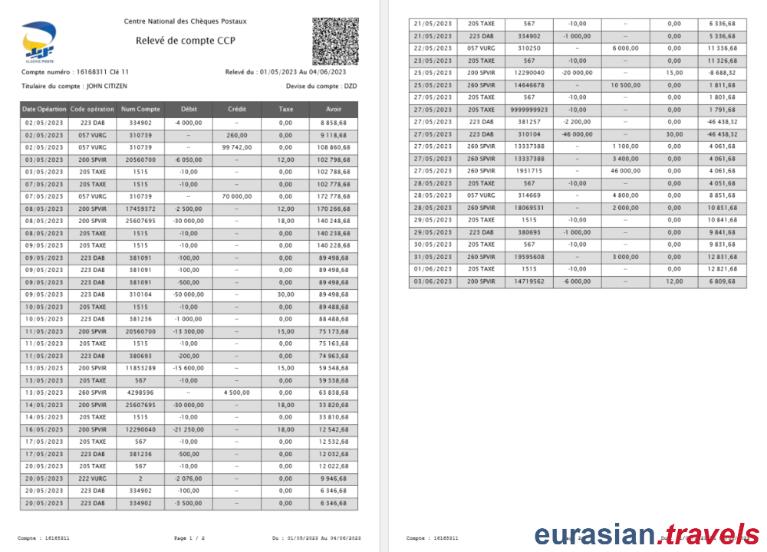 Centre National des Chèques Postaux
Relevé de compte CCP
ALGERIE POSTE
Compte numéro : 16168311 Clé 11 Relevé du : 01/05/2023 Au 04/06/2023
Titulaire du compte : JOHN CITIZEN Devise du compte : DZD
Date Opération Code opération Num Compte Débit Crédit Taxe Avoir
02/05/2023 223 DAB 334902 -4 000,00 -- 0,00 8 858,68
02/05/2023 057 VURG 310739 -- 260,00 0,00 9 118,68
02/05/2023 057 VURG 310739 -- 99 742,00 0,00 108 860,68
03/05/2023 200 SPVIR 20560700 -6 050,00 -- 12,00 102 798,68
03/05/2023 205 TAXE 1515 -10,00 -- 0,00 102 788,68
07/05/2023 205 TAXE 1515 -10,00 -- 0,00 102 778,68
07/05/2023 057 VURG 310739 -- 70 000,00 0,00 172 778,68
08/05/2023 200 SPVIR 17459372 -2 500,00 -- 12,00 170 266,68
08/05/2023 200 SPVIR 25607695 -30 000,00 -- 18,00 140 248,68
08/05/2023 205 TAXE 1515 -10,00 -- 0,00 140 238,68
09/05/2023 205 TAXE 1515 -10,00 -- 0,00 140 228,68
09/05/2023 223 DAB 381091 -100,00 -- 0,00 89 498,68
09/05/2023 223 DAB 381091 -100,00 -- 0,00 89 498,68
09/05/2023 223 DAB 381091 -500,00 -- 0,00 89 498,68
09/05/2023 223 DAB 310104 -50 000,00 -- 30,00 89 498,68
10/05/2023 205 TAXE 1515 -10,00 -- 0,00 89 488,68
10/05/2023 223 DAB 381236 -1 000,00 -- 0,00 88 488,68
11/05/2023 200 SPVIR 20560700 -13 300,00 -- 15,00 75 173,68
11/05/2023 205 TAXE 1515 -10,00 -- 0,00 75 163,68
11/05/2023 223 DAB 380693 -200,00 -- 0,00 74 963,68
13/05/2023 200 SPVIR 11853289 -15 600,00 -- 15,00 59 348,68
13/05/2023 205 TAXE 567 -10,00 -- 0,00 59 338,68
13/05/2023 260 SPVIR 4298596 -- 4 500,00 0,00 63 838,68
14/05/2023 200 SPVIR 25607695 -30 000,00 -- 18,00 33 820,68
14/05/2023 205 TAXE 1515 -10,00 -- 0,00 33 810,68
16/05/2023 200 SPVIR 12290040 -21 250,00 -- 18,00 12 542,68
17/05/2023 205 TAXE 567 -10,00 -- 0,00 12 532,68
17/05/2023 223 DAB 381236 -500,00 -- 0,00 12 032,68
20/05/2023 205 TAXE 567 -10,00 -- 0,00 12 022,68
20/05/2023 222 VURG 2 -2 076,00 -- 0,00 9 946,68
20/05/2023 223 DAB 334902 -100,00 -- 0,00 6 346,68
20/05/2023 223 DAB 334902 -3 500,00 -- 0,00 6 346,68
Compte : 16168311 Page 1 / 2 Du : 01/05/2023 Au 04/06/2023
21/05/2023 205 TAXE 567 -10,00 -- 0,00 6 336,68
21/05/2023 223 DAB 334902 -1 000,00 -- 0,00 5 336,68
22/05/2023 057 VURG 310250 -- 6 000,00 0,00 11 336,68
23/05/2023 205 TAXE 567 -10,00 -- 0,00 11 326,68
25/05/2023 200 SPVIR 12290040 -20 000,00 -- 15,00 -8 688,32
25/05/2023 260 SPVIR 14646678 -- 10 500,00 0,00 1 811,68
27/05/2023 205 TAXE 567 -10,00 -- 0,00 1 801,68
27/05/2023 205 TAXE 9999999923 -10,00 -- 0,00 1 791,68
27/05/2023 223 DAB 381257 -2 200,00 -- 0,00 -46 438,32
27/05/2023 223 DAB 310104 -46 000,00 -- 30,00 -46 438,32
27/05/2023 260 SPVIR 13337388 -- 1 100,00 0,00 4 061,68
27/05/2023 260 SPVIR 13337388 -- 3 400,00 0,00 4 061,68
27/05/2023 260 SPVIR 1951715 -- 46 000,00 0,00 4 061,68
28/05/2023 205 TAXE 567 -10,00 -- 0,00 4 051,68
28/05/2023 057 VURG 314669 -- 4 800,00 0,00 8 851,68
28/05/2023 260 SPVIR 18069531 -- 2 000,00 0,00 10 851,68
29/05/2023 205 TAXE 1515 -10,00 -- 0,00 10 841,68
29/05/2023 223 DAB 380693 -1 000,00 -- 0,00 9 841,68
30/05/2023 205 TAXE 567 -10,00 -- 0,00 9 831,68
31/05/2023 260 SPVIR 19595608 -- 3 000,00 0,00 12 831,68
01/06/2023 205 TAXE 1515 -10,00 -- 0,00 12 821,68
03/06/2023 200 SPVIR 14719562 -6 000,00 -- 12,00 6 809,68
Compte : 16168311
eurasian.travels